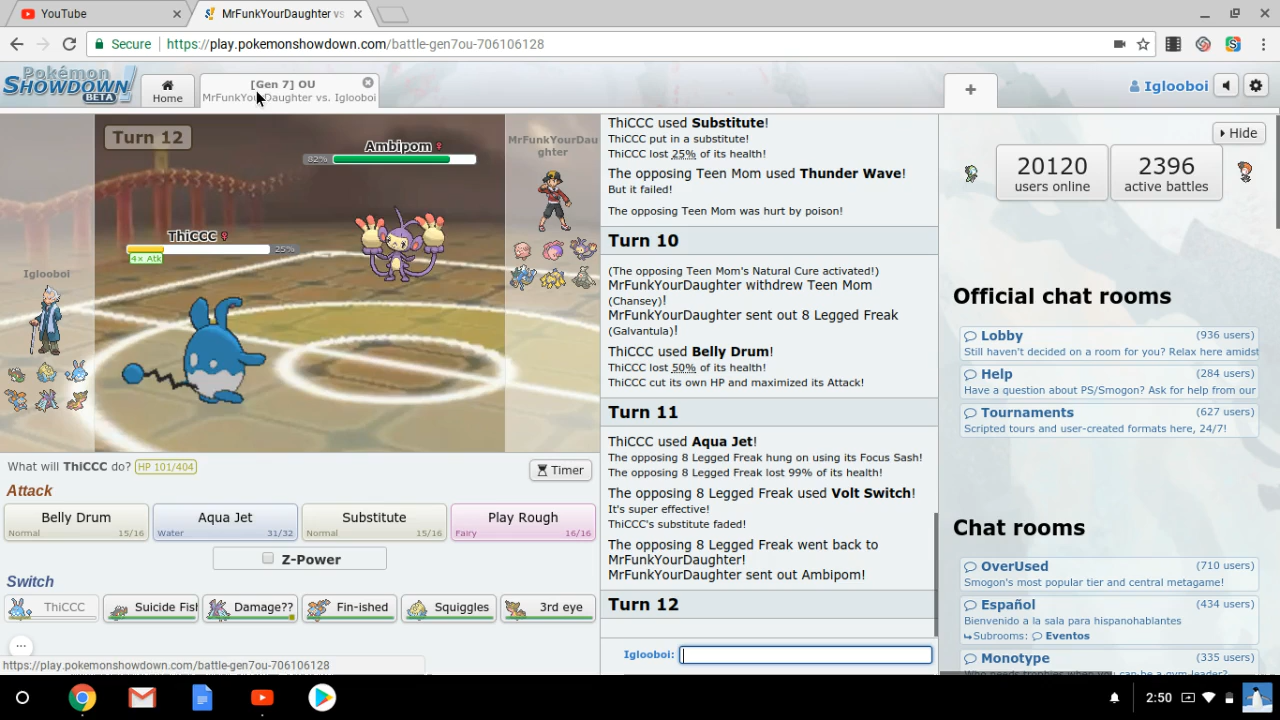 YouTube
MrFunkYourDaughter vs
Secure https://play.pokemonshowdown.com/battle-gen7ou-706106128
Pokémon
SHOWDOWN
BETA
Home
[Gen 7] OU
MrFunkYourDaughter vs. Iglooboi
+
Iglooboi
Turn 12
Ambipom ♀
82%
ThiCCC ♀
25%
4× Atk
Iglooboi
MrFunkYourDau
ghter
What will ThiCCC do? HP 101/404
Timer
Attack
Belly Drum
Normal 15/16
Aqua Jet
Water 31/32
Substitute
Normal 15/16
Play Rough
Fairy 16/16
Z-Power
Switch
ThiCCC
Suicide Fish
Damage??
Fin-ished
Squiggles
3rd eye
...
https://play.pokemonshowdown.com/battle-gen7ou-706106128
ThiCCC used Substitute!
ThiCCC put in a substitute!
ThiCCC lost 25% of its health!
The opposing Teen Mom used Thunder Wave!
But it failed!
The opposing Teen Mom was hurt by poison!
Turn 10
(The opposing Teen Mom's Natural Cure activated!)
MrFunkYourDaughter withdrew Teen Mom
(Chansey)!
MrFunkYourDaughter sent out 8 Legged Freak
(Galvantula)!
ThiCCC used Belly Drum!
ThiCCC lost 50% of its health!
ThiCCC cut its own HP and maximized its Attack!
Turn 11
ThiCCC used Aqua Jet!
The opposing 8 Legged Freak hung on using its Focus Sash!
The opposing 8 Legged Freak lost 99% of its health!
The opposing 8 Legged Freak used Volt Switch!
It's super effective!
ThiCCC's substitute faded!
The opposing 8 Legged Freak went back to
MrFunkYourDaughter!
MrFunkYourDaughter sent out Ambipom!
Turn 12
Iglooboi:
Hide
20120
users online
2396
active battles
Official chat rooms
Lobby (936 users)
Still haven't decided on a room for you? Relax here amidst
Help (284 users)
Have a question about PS/Smogon? Ask for help from our
Tournaments (627 users)
Scripted tours and user-created formats here, 24/7!
Chat rooms
OverUsed (710 users)
Smogon's most popular tier and central metagame!
Español (434 users)
Bienvenido a la sala para hispanohablantes
↳Subrooms: Eventos
Monotype (335 users)
2:50